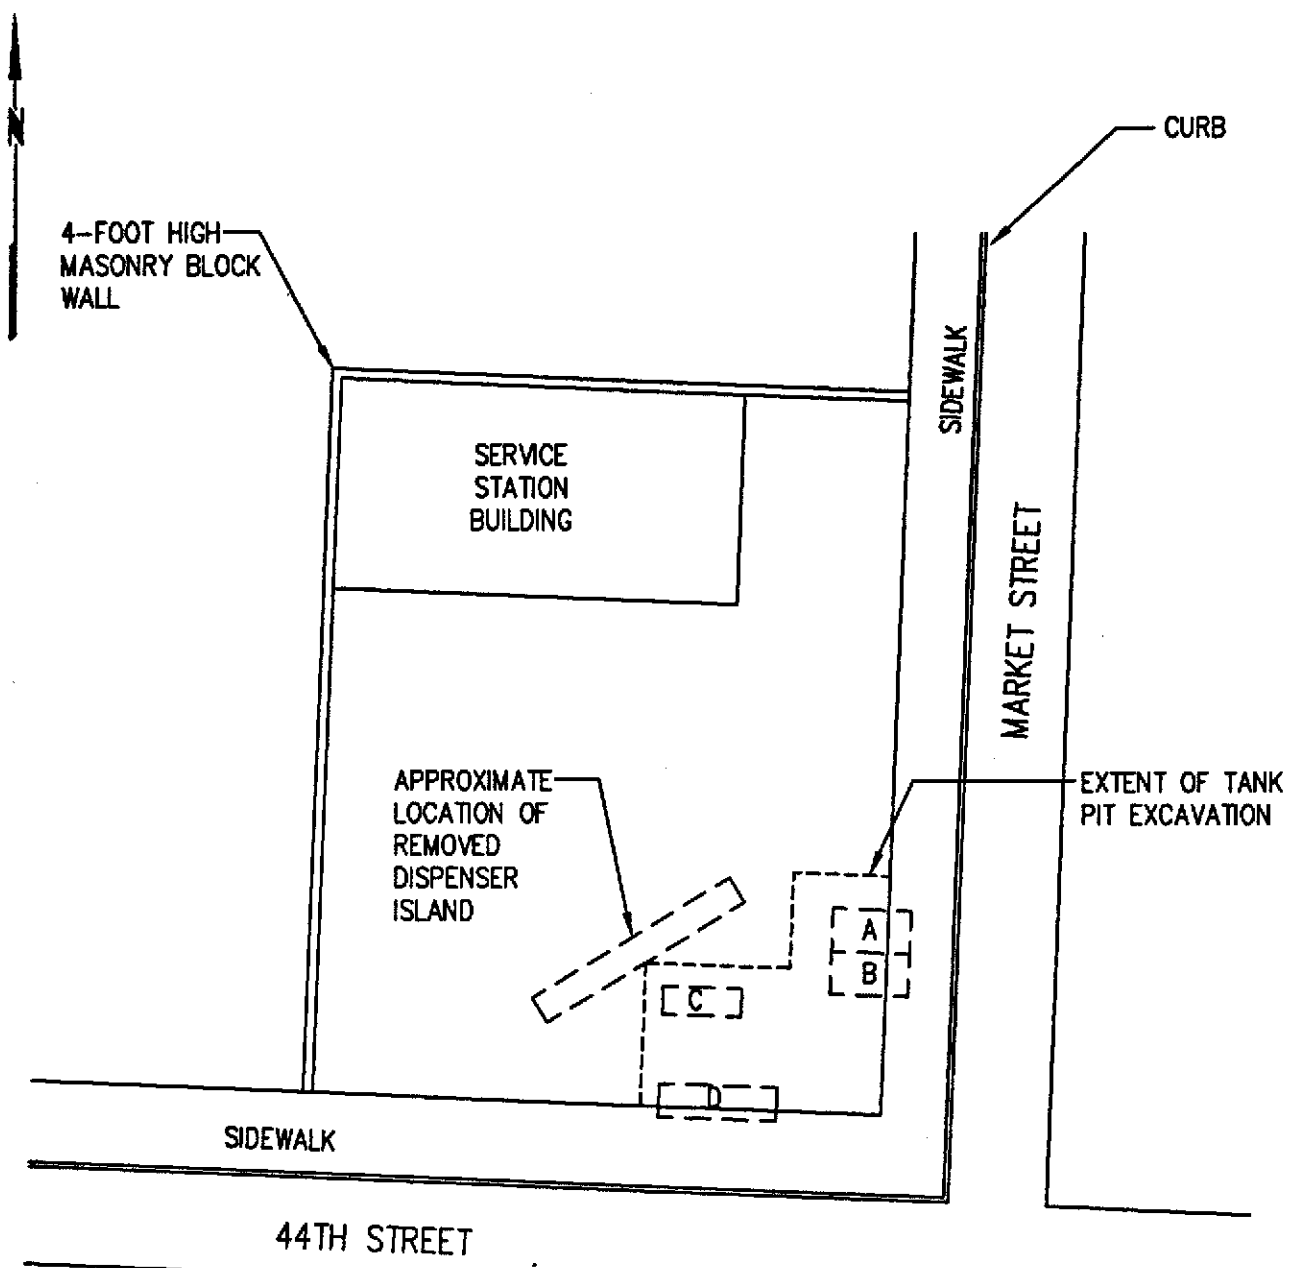 N
CURB
4-FOOT HIGH
MASONRY BLOCK
WALL
SIDEWALK
SERVICE
STATION
BUILDING
MARKET STREET
APPROXIMATE
LOCATION OF
REMOVED
DISPENSER
ISLAND
EXTENT OF TANK
PIT EXCAVATION
A
B
C
D
SIDEWALK
44TH STREET